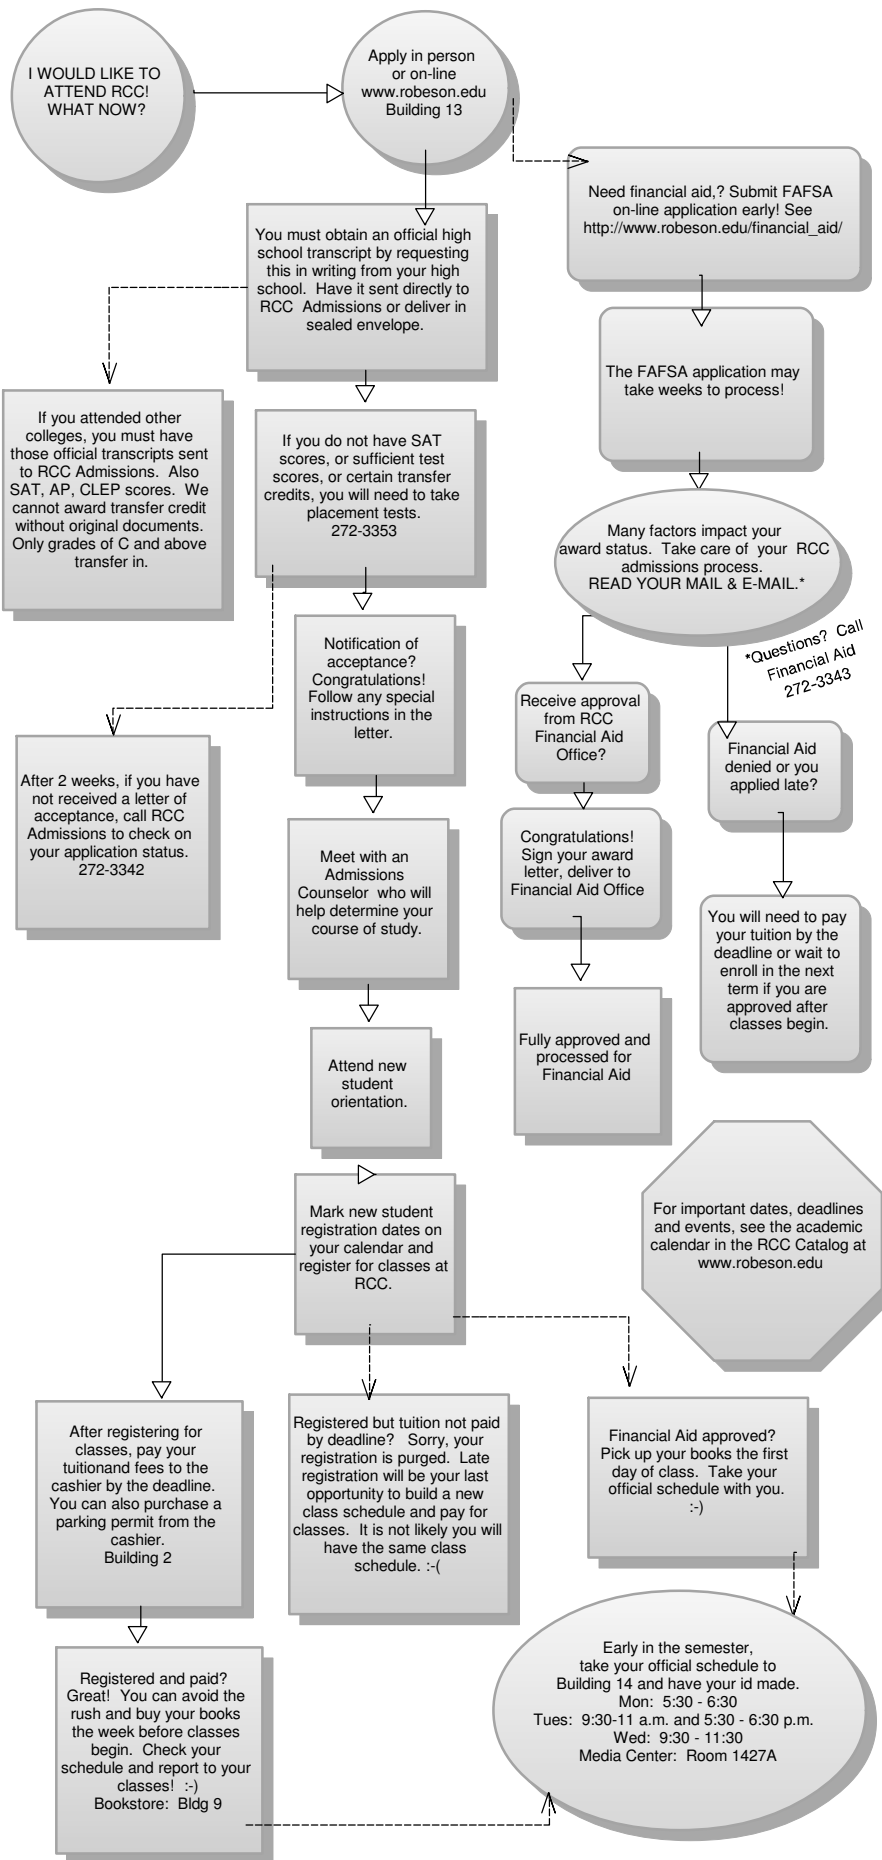 I WOULD LIKE TO
ATTEND RCC!
WHAT NOW?
Apply in person
or on-line
www.robeson.edu
Building 13
Need financial aid,? Submit FAFSA
on-line application early! See
http://www.robeson.edu/financial_aid/
You must obtain an official high
school transcript by requesting
this in writing from your high
school. Have it sent directly to
RCC Admissions or deliver in
sealed envelope.
The FAFSA application may
take weeks to process!
If you attended other
colleges, you must have
those official transcripts sent
to RCC Admissions. Also
SAT, AP, CLEP scores. We
cannot award transfer credit
without original documents.
Only grades of C and above
transfer in.
If you do not have SAT
scores, or sufficient test
scores, or certain transfer
credits, you will need to take
placement tests.
272-3353
Many factors impact your
award status. Take care of your RCC
admissions process.
READ YOUR MAIL & E-MAIL.*
*Questions? Call
Financial Aid
272-3343
Notification of
acceptance?
Congratulations!
Follow any special
instructions in the
letter.
Receive approval
from RCC
Financial Aid
Office?
Financial Aid
denied or you
applied late?
After 2 weeks, if you have
not received a letter of
acceptance, call RCC
Admissions to check on
your application status.
272-3342
Meet with an
Admissions
Counselor who will
help determine your
course of study.
Congratulations!
Sign your award
letter, deliver to
Financial Aid Office
You will need to pay
your tuition by the
deadline or wait to
enroll in the next
term if you are
approved after
classes begin.
Attend new
student
orientation.
Fully approved and
processed for
Financial Aid
Mark new student
registration dates on
your calendar and
register for classes at
RCC.
For important dates, deadlines
and events, see the academic
calendar in the RCC Catalog at
www.robeson.edu
After registering for
classes, pay your
tuitionand fees to the
cashier by the deadline.
You can also purchase a
parking permit from the
cashier.
Building 2
Registered but tuition not paid
by deadline? Sorry, your
registration is purged. Late
registration will be your last
opportunity to build a new
class schedule and pay for
classes. It is not likely you will
have the same class
schedule. :-(
Financial Aid approved?
Pick up your books the first
day of class. Take your
official schedule with you.
:-)
Registered and paid?
Great! You can avoid the
rush and buy your books
the week before classes
begin. Check your
schedule and report to your
classes! :-)
Bookstore: Bldg 9
Early in the semester,
take your official schedule to
Building 14 and have your id made.
Mon: 5:30 - 6:30
Tues: 9:30-11 a.m. and 5:30 - 6:30 p.m.
Wed: 9:30 - 11:30
Media Center: Room 1427A